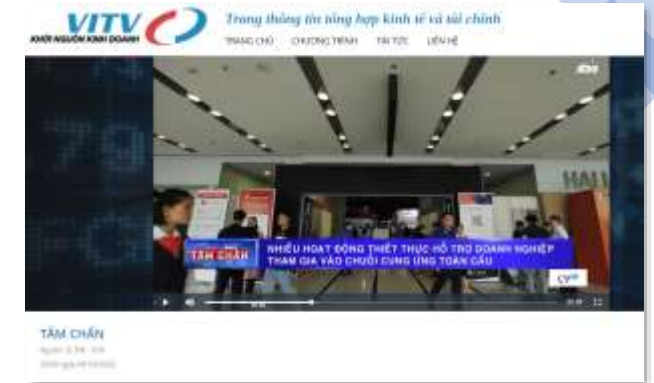 VITV
KHƠI NGUỒN KINH DOANH
Trang thông tin tổng hợp kinh tế và tài chính
TRANG CHỦ CHƯƠNG TRÌNH TIN TỨC LIÊN HỆ
HALL
TÂM CHẤN
NHIỀU HOẠT ĐỘNG THIẾT THỰC HỖ TRỢ DOANH NGHIỆP
THAM GIA VÀO CHUỖI CUNG ỨNG TOÀN CẦU
TÂM CHẤN